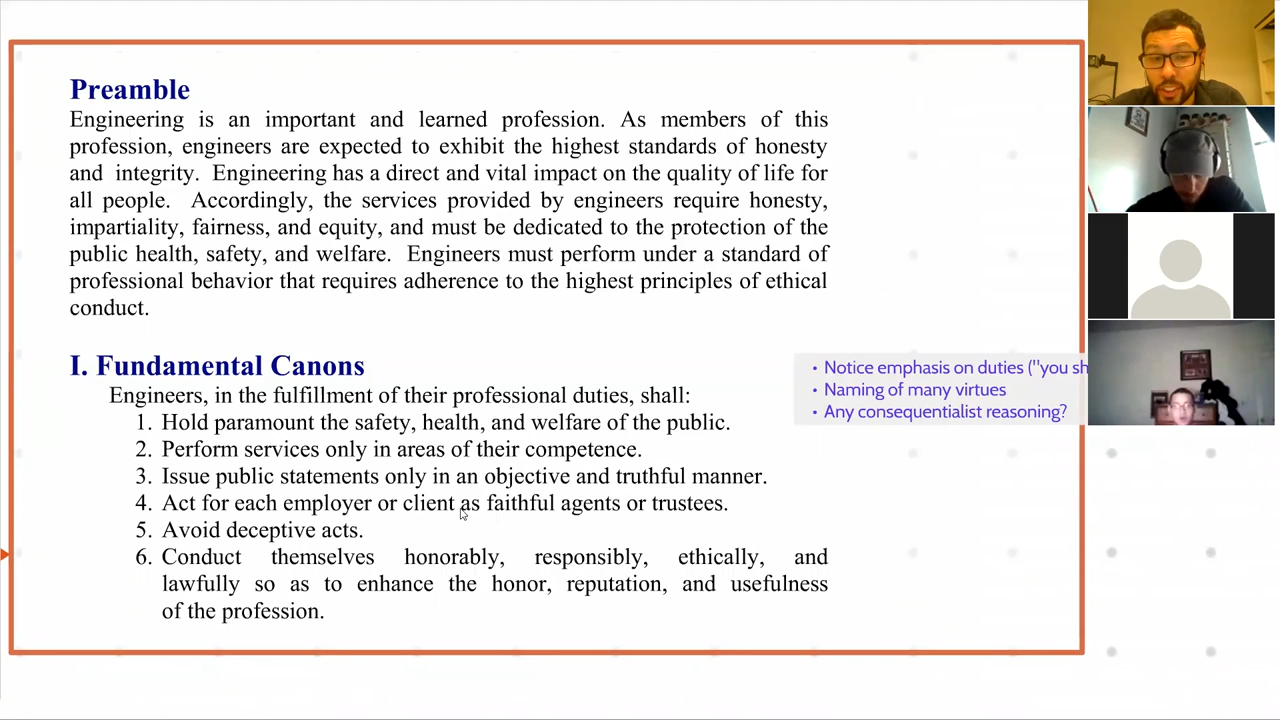 Preamble
Engineering is an important and learned profession. As members of this
profession, engineers are expected to exhibit the highest standards of honesty
and integrity. Engineering has a direct and vital impact on the quality of life for
all people. Accordingly, the services provided by engineers require honesty,
impartiality, fairness, and equity, and must be dedicated to the protection of the
public health, safety, and welfare. Engineers must perform under a standard of
professional behavior that requires adherence to the highest principles of ethical
conduct.
I. Fundamental Canons
Engineers, in the fulfillment of their professional duties, shall:
1. Hold paramount the safety, health, and welfare of the public.
2. Perform services only in areas of their competence.
3. Issue public statements only in an objective and truthful manner.
4. Act for each employer or client as faithful agents or trustees.
5. Avoid deceptive acts.
6. Conduct themselves honorably, responsibly, ethically, and
lawfully so as to enhance the honor, reputation, and usefulness
of the profession.
• Notice emphasis on duties ("you sh
• Naming of many virtues
• Any consequentialist reasoning?